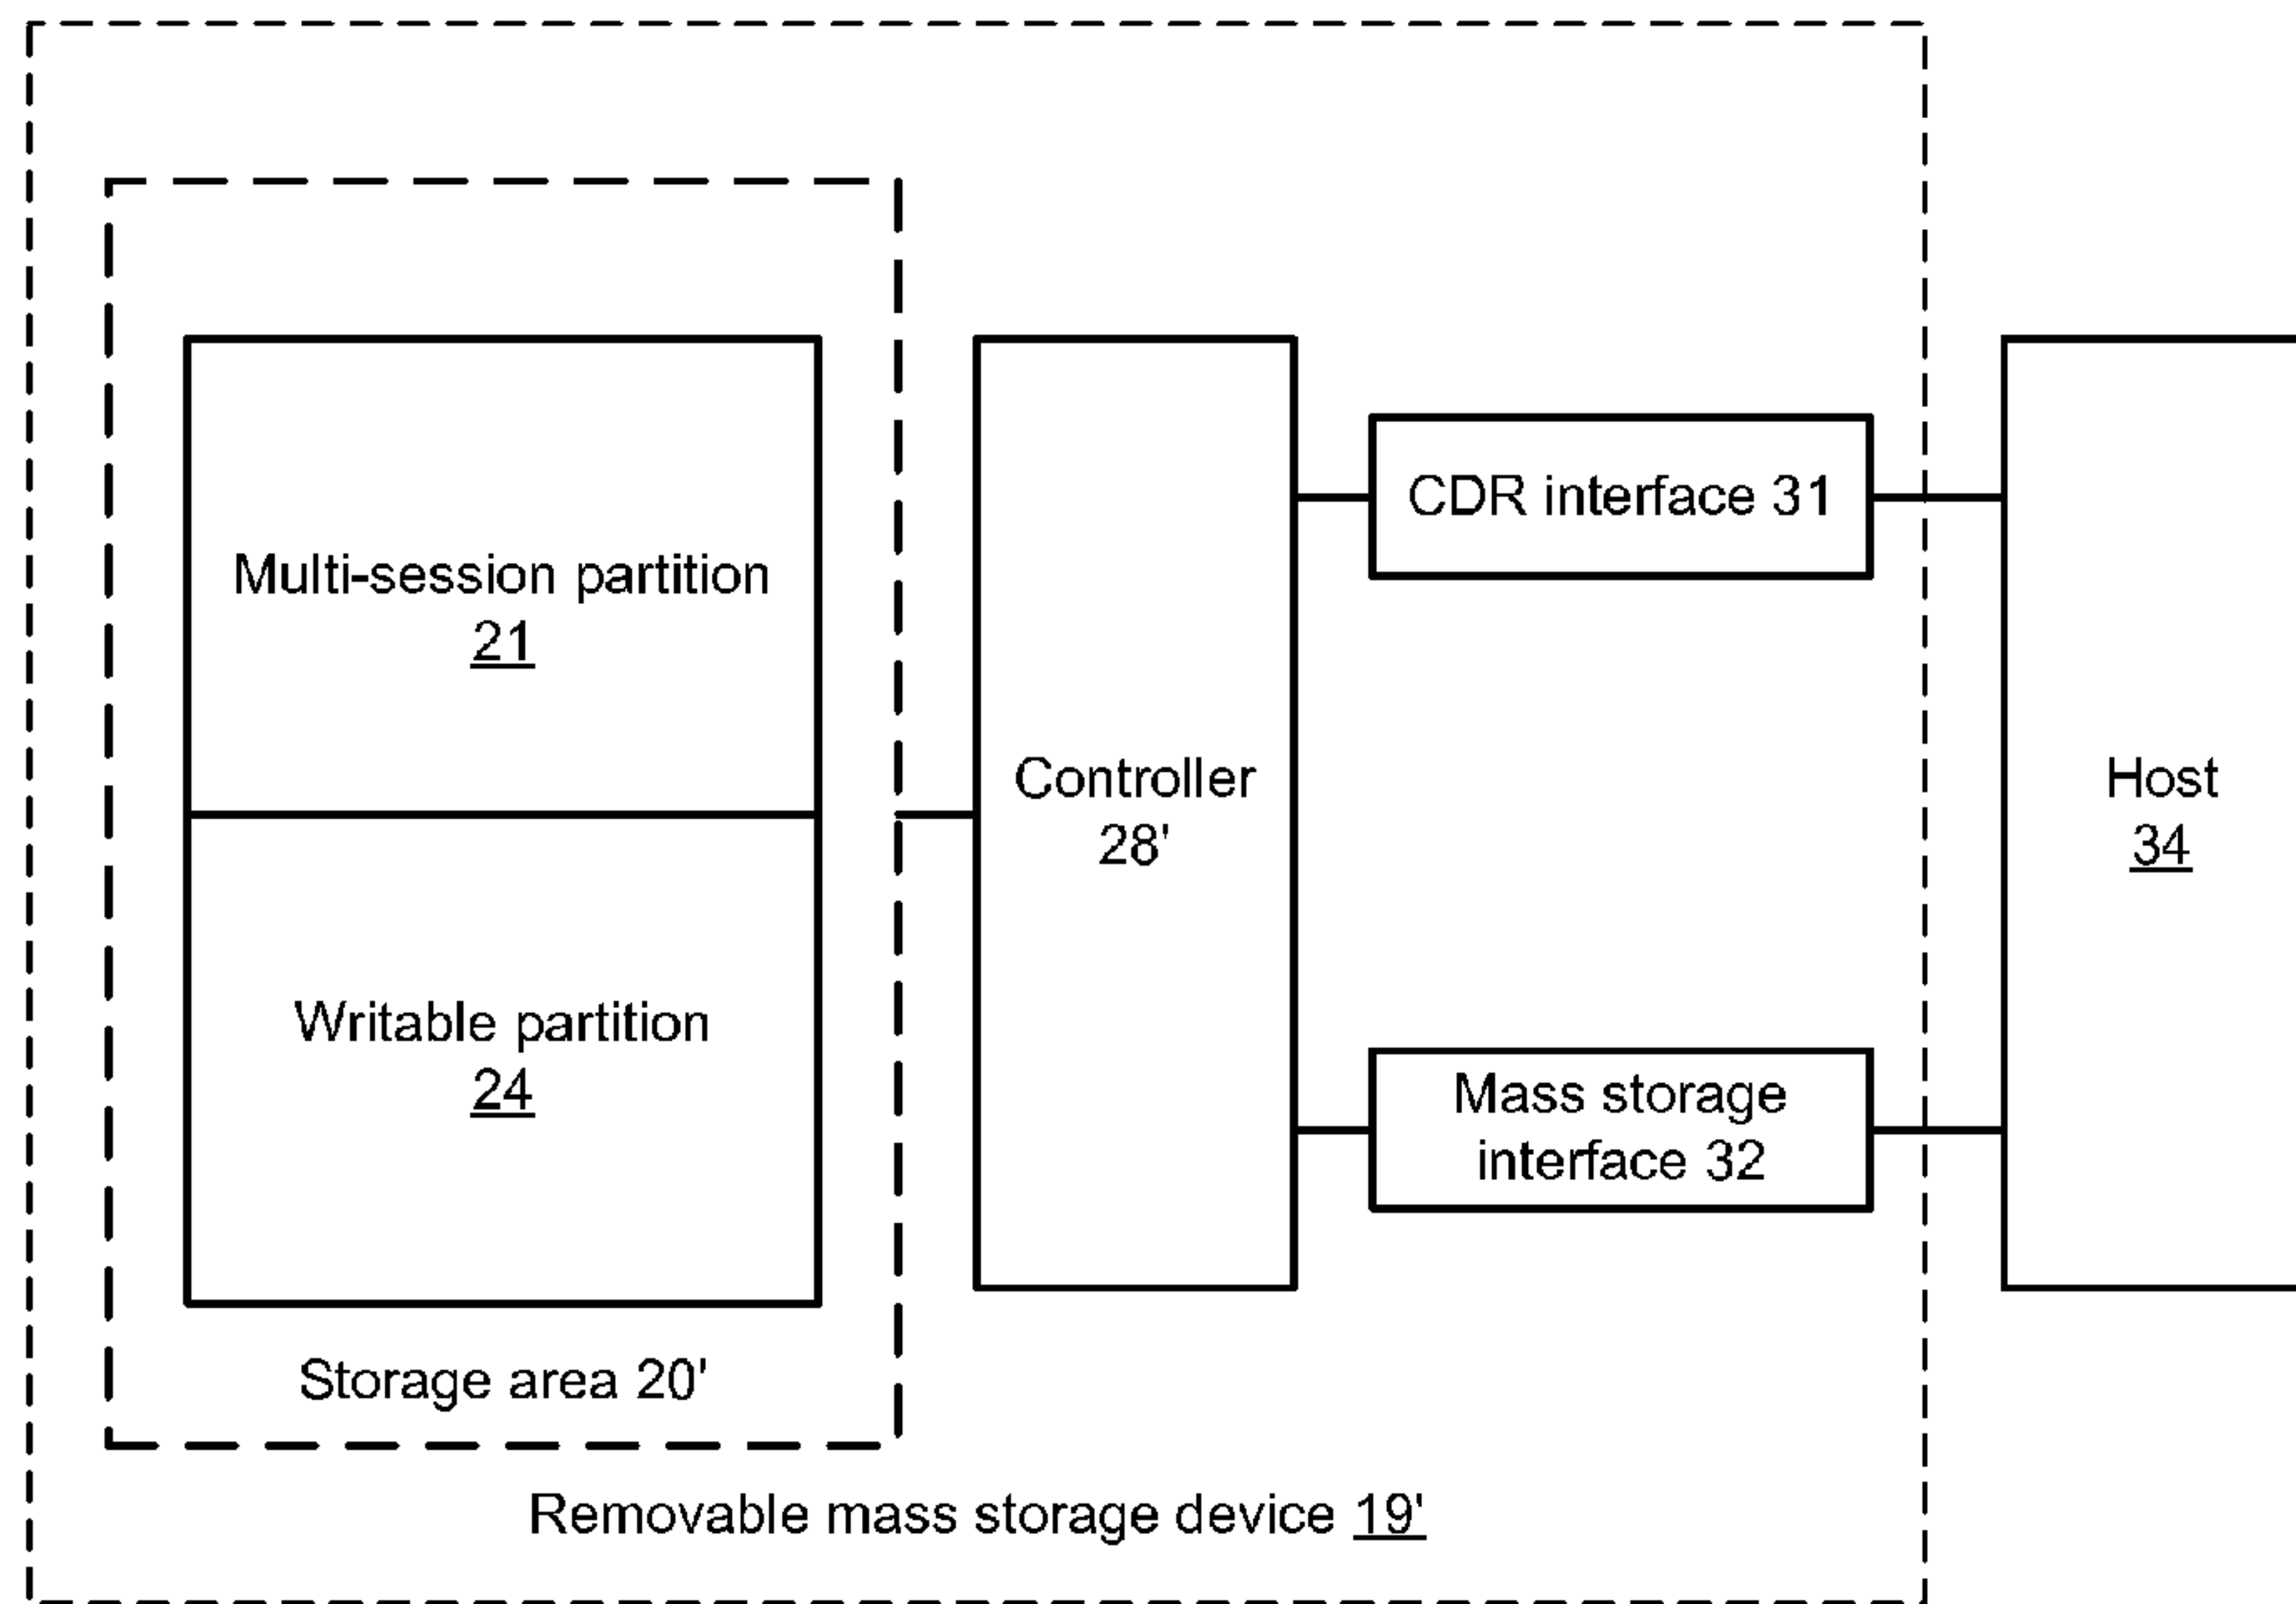 Multi-session partition
21
Writable partition
24
Storage area 20'
Controller
28'
CDR interface 31
Mass storage
interface 32
Host
34
Removable mass storage device 19'